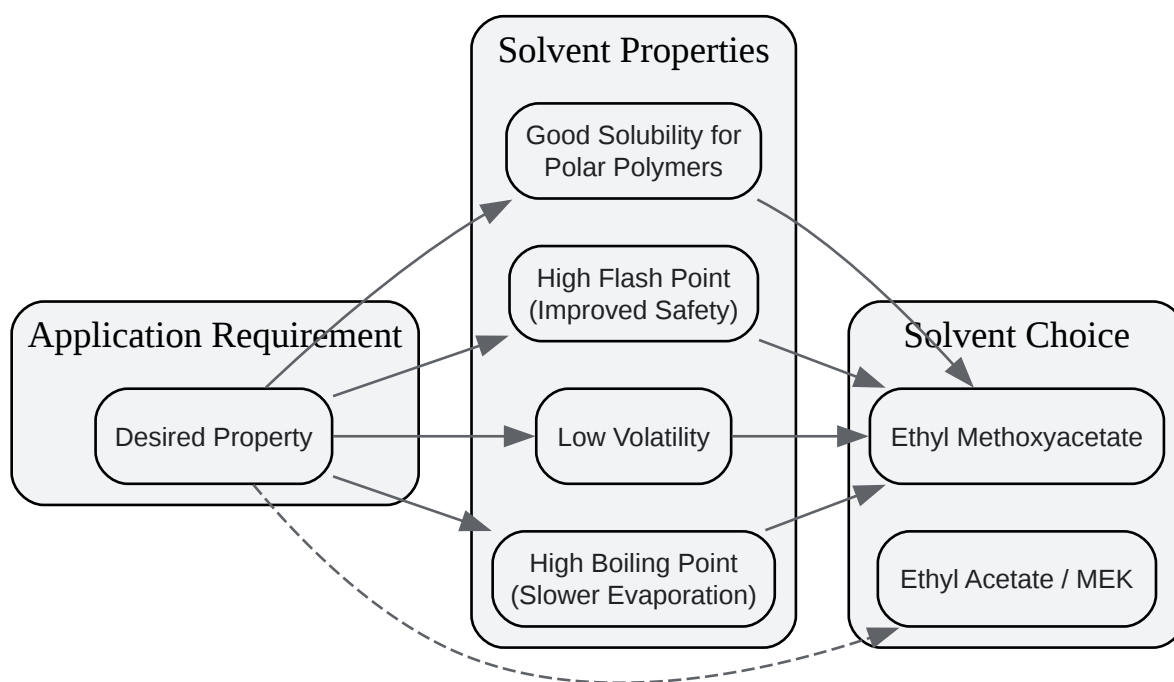 Solvent Properties
Good Solubility for
Polar Polymers
High Flash Point
(Improved Safety)
Low Volatility
High Boiling Point
(Slower Evaporation)
Application Requirement
Desired Property
Solvent Choice
Ethyl Methoxyacetate
Ethyl Acetate / MEK